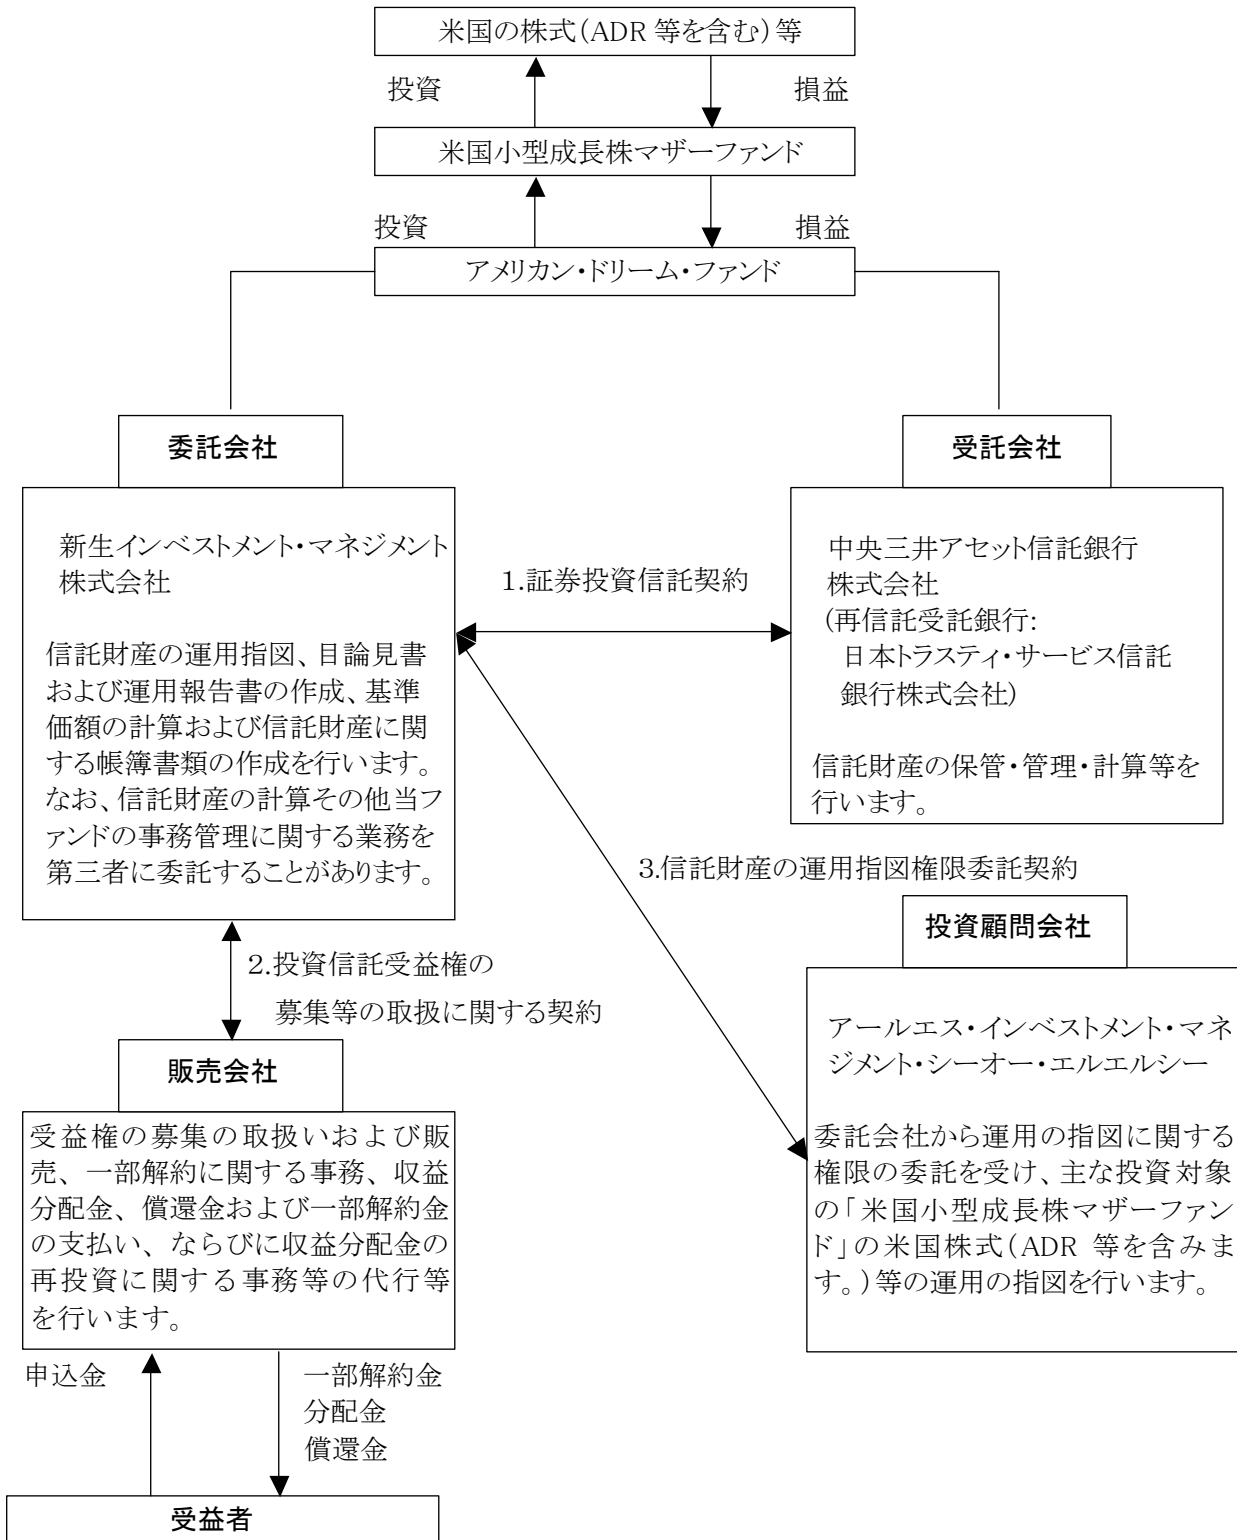 米国の株式(ADR 等を含む)等
投資
損益
米国小型成長株マザーファンド
投資
損益
アメリカン・ドリーム・ファンド
委託会社
新生インベストメント・マネジメント
株式会社
信託財産の運用指図、目論見書
および運用報告書の作成、基準
価額の計算および信託財産に関
する帳簿書類の作成を行います。
なお、信託財産の計算その他当フ
ァンドの事務管理に関する業務を
第三者に委託することがあります。
1.証券投資信託契約
受託会社
中央三井アセット信託銀行
株式会社
(再信託受託銀行:
日本トラスティ・サービス信託
銀行株式会社)
信託財産の保管・管理・計算等を
行います。
3.信託財産の運用指図権限委託契約
2.投資信託受益権の
募集等の取扱に関する契約
投資顧問会社
アールエス・インベストメント・マネ
ジメント・シーオー・エルエルシー
委託会社から運用の指図に関する
権限の委託を受け、主な投資対象
の「米国小型成長株マザーファン
ド」の米国株式(ADR 等を含みま
す。)等の運用の指図を行います。
販売会社
受益権の募集の取扱いおよび販
売、一部解約に関する事務、収益
分配金、償還金および一部解約金
の支払い、ならびに収益分配金の
再投資に関する事務等の代行等
を行います。
申込金
一部解約金
分配金
償還金
受益者